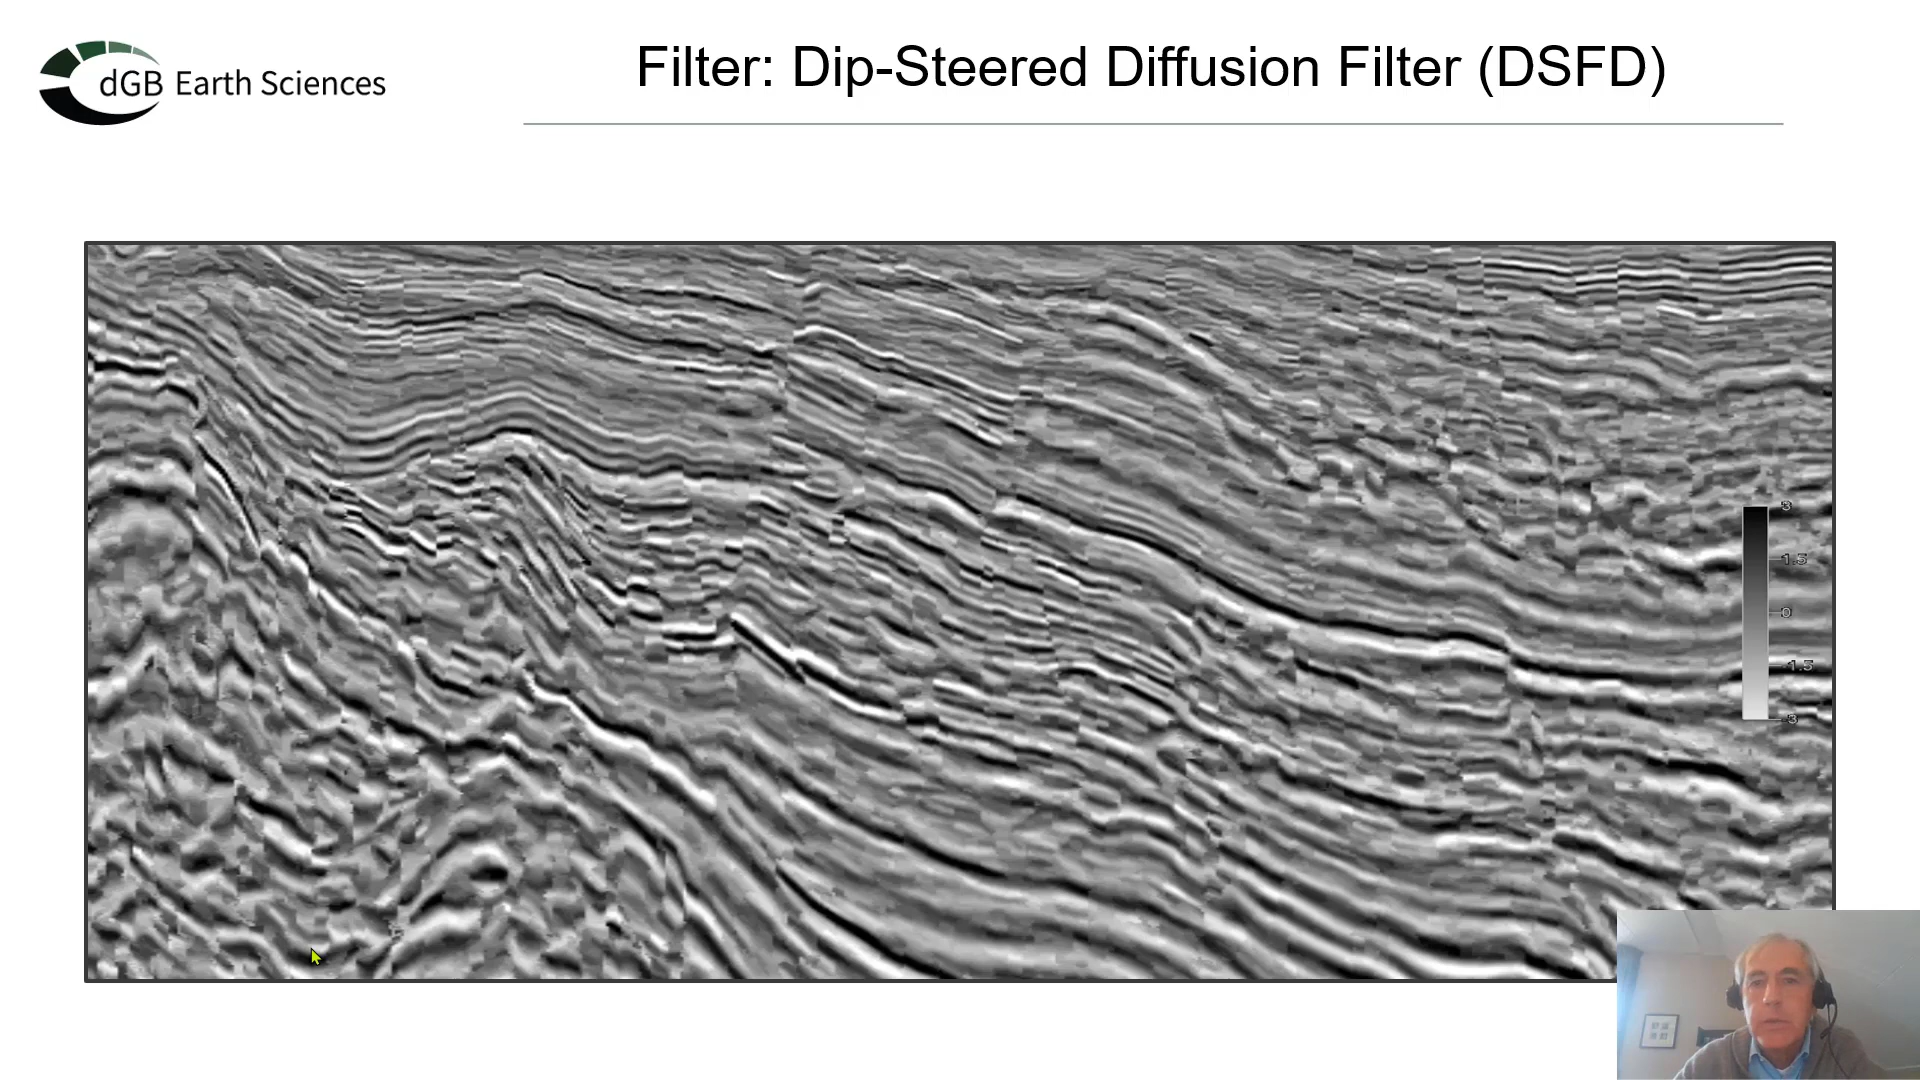 dGB Earth Sciences
Filter: Dip-Steered Diffusion Filter (DSFD)
3
1.5
0
-1.5
-3